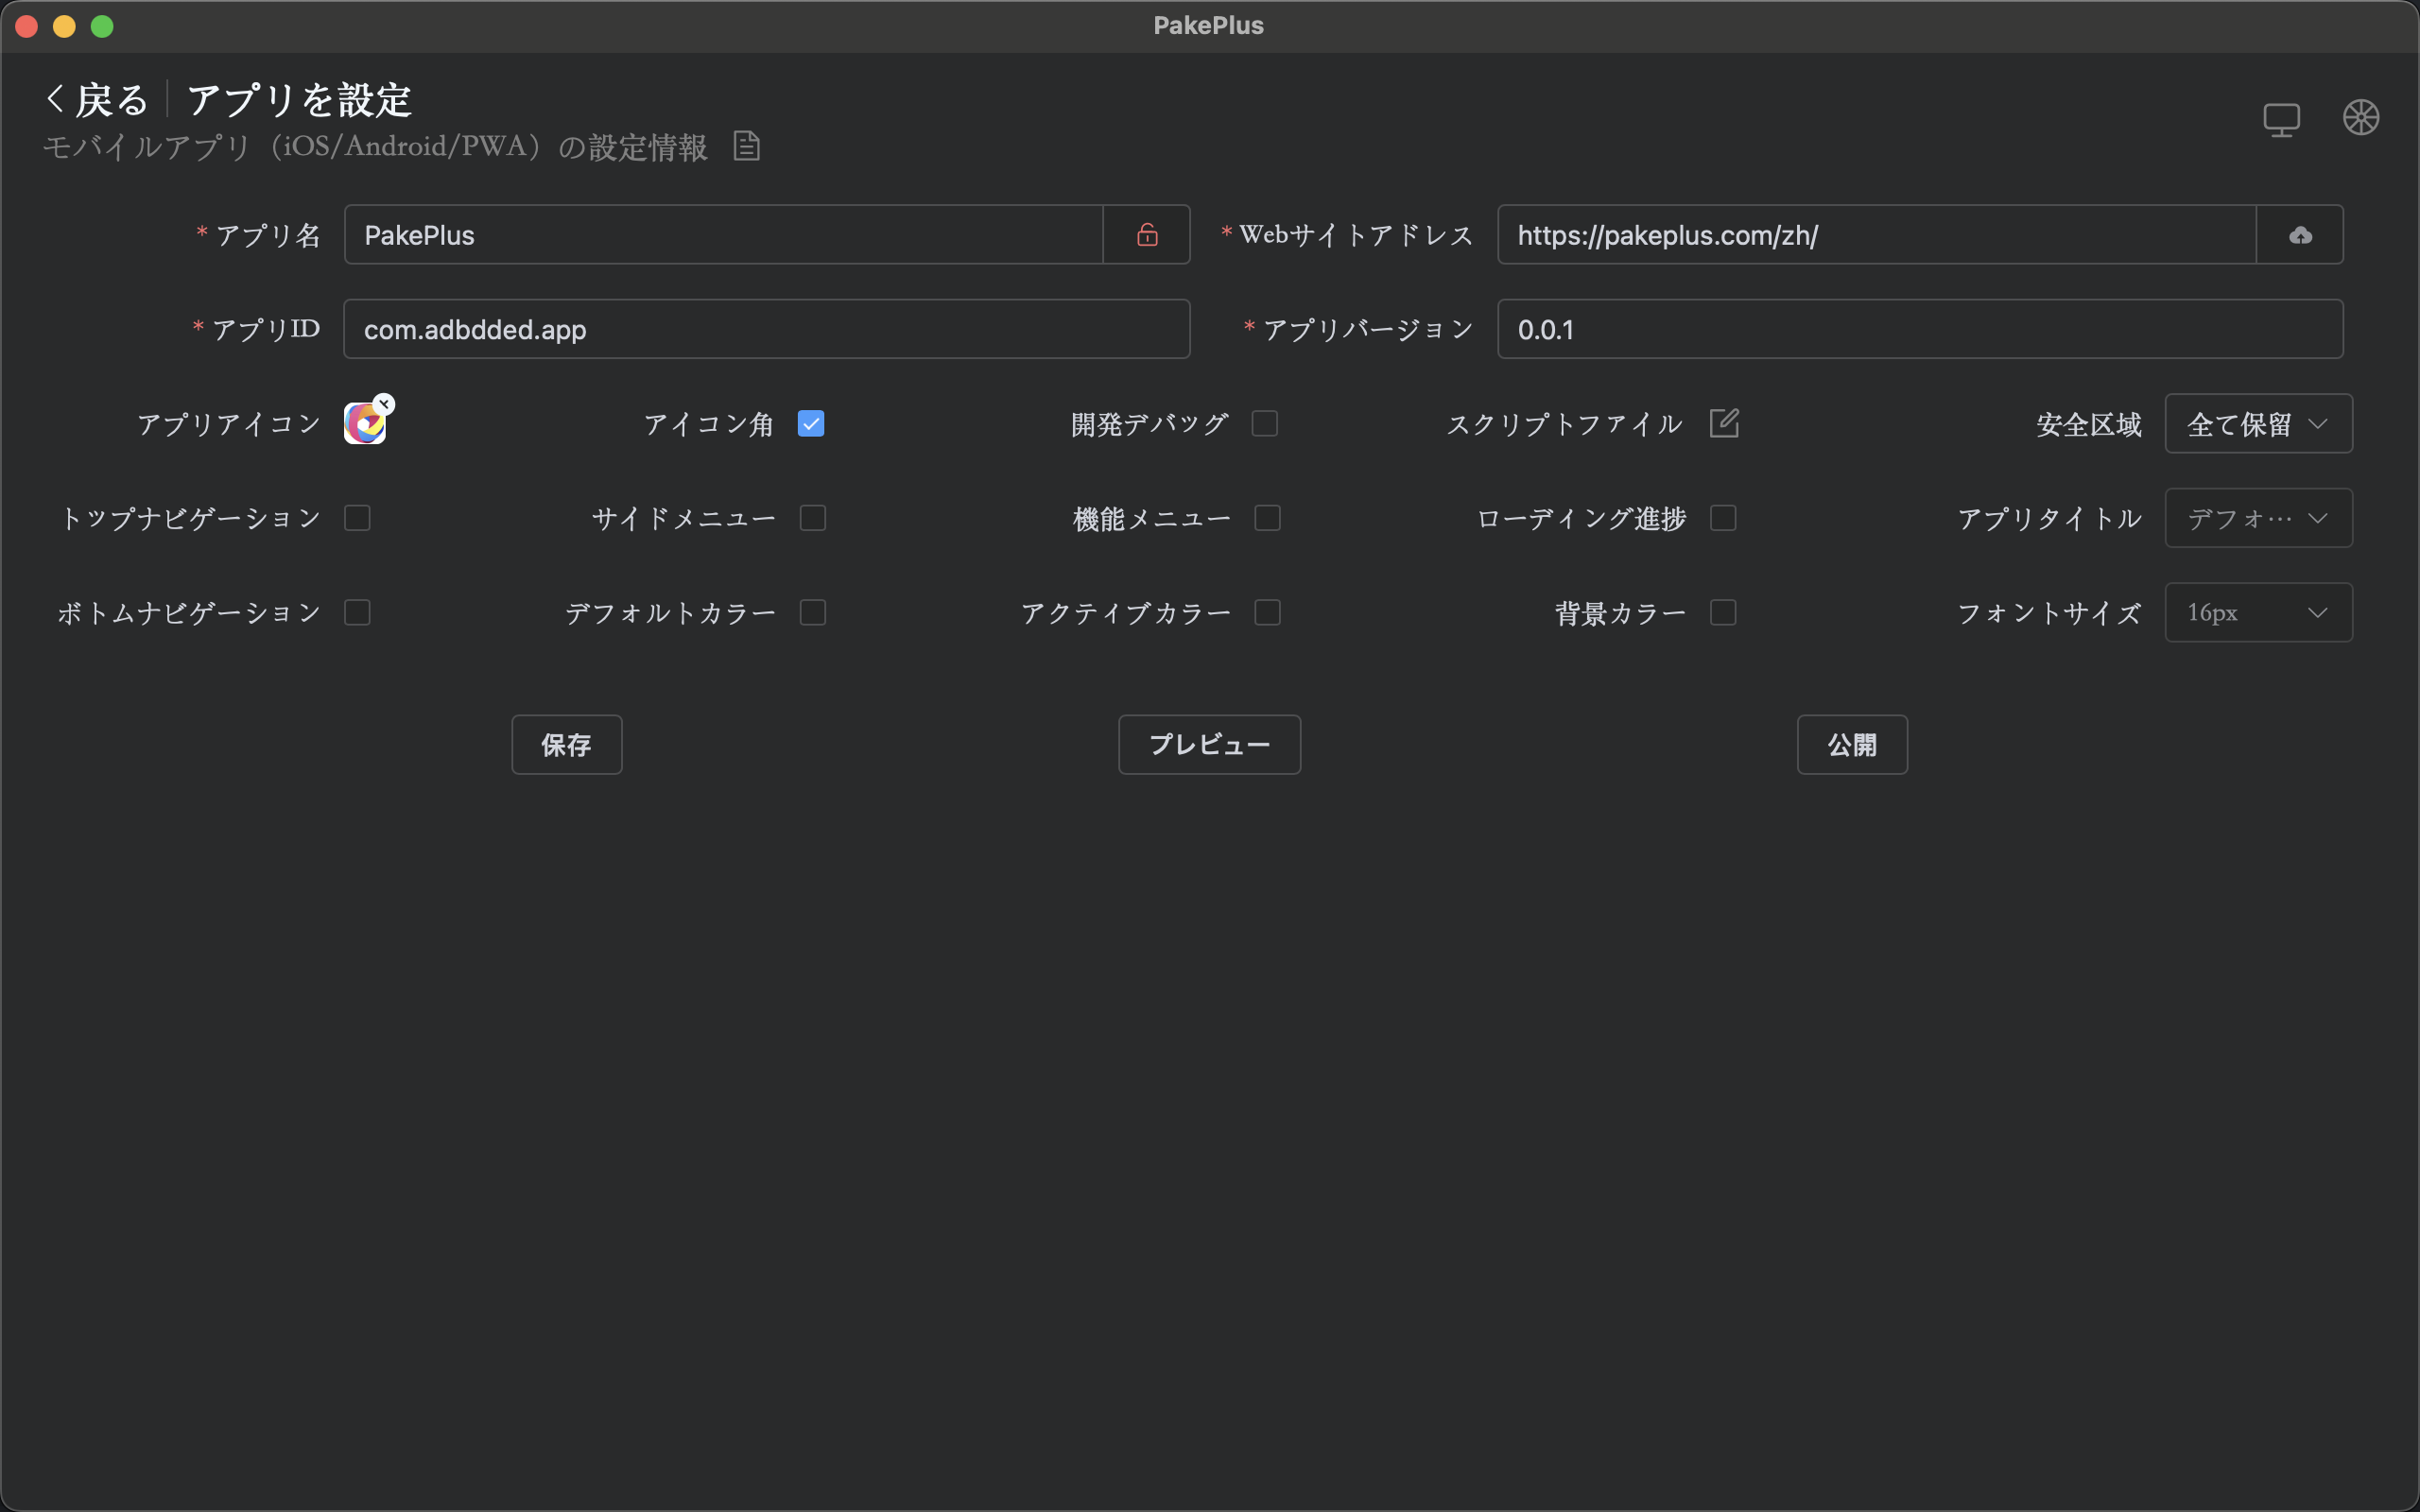 PakePlus
戻る アプリを設定
モバイルアプリ（iOS/Android/PWA）の設定情報
* アプリ名 PakePlus * Webサイトアドレス https://pakeplus.com/zh/
* アプリID com.adbdded.app * アプリバージョン 0.0.1
アプリアイコン アイコン角 開発デバッグ スクリプトファイル 安全区域 全て保留
トップナビゲーション サイドメニュー 機能メニュー ローディング進捗 アプリタイトル デフォ…
ボトムナビゲーション デフォルトカラー アクティブカラー 背景カラー フォントサイズ 16px
保存 プレビュー 公開